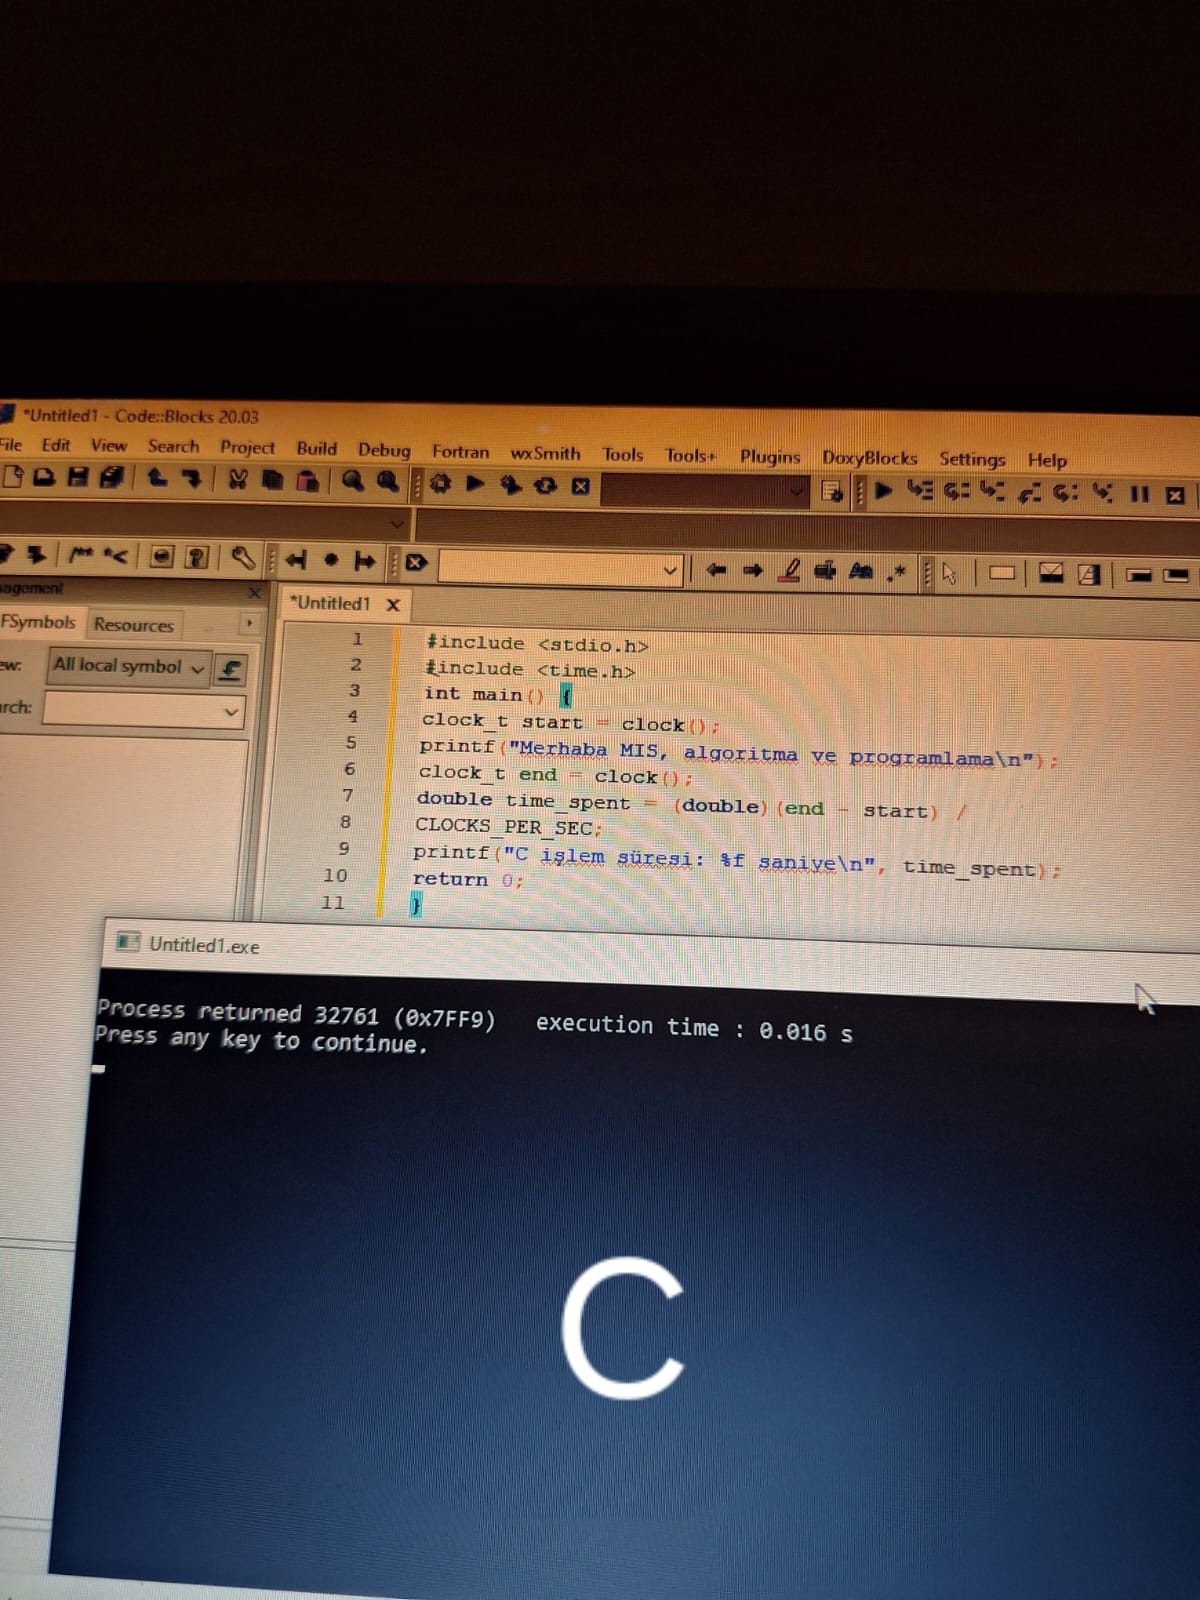 *Untitled1 - Code::Blocks 20.03
File Edit View Search Project Build Debug Fortran wxSmith Tools Tools+ Plugins DoxyBlocks Settings Help
FSymbols Resources
All local symbol
*Untitled1 X
1 #include <stdio.h>
2 #include <time.h>
3 int main() {
4 clock_t start = clock();
5 printf("Merhaba MIS, algoritma ve programlama\n");
6 clock_t end = clock();
7 double time_spent = (double)(end - start) /
8 CLOCKS_PER_SEC;
9 printf("C işlem süresi: %f saniye\n", time_spent);
10 return 0;
11 }
Untitled1.exe
Process returned 32761 (0x7FF9) execution time : 0.016 s
Press any key to continue.
C